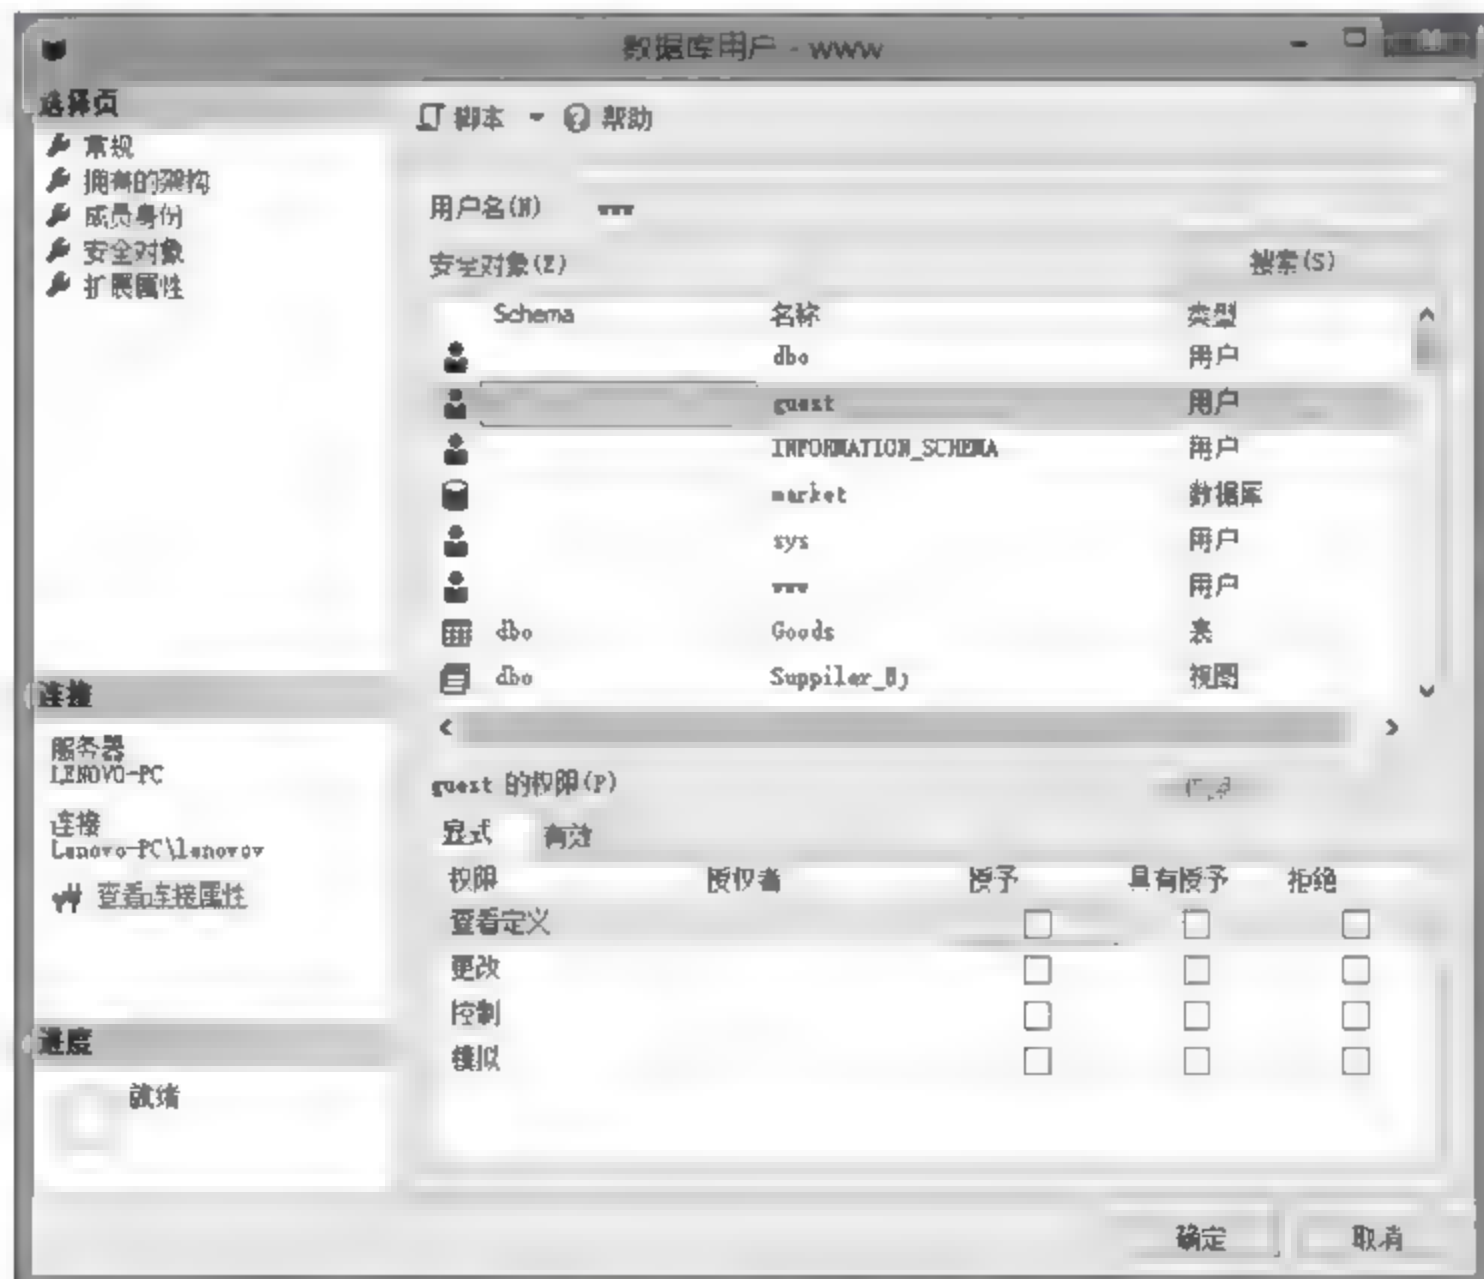 数据库用户 - www
选择页
常规
拥有的架构
成员身份
安全对象
扩展属性
脚本 帮助
用户名(N) www
安全对象(E) 搜索(S)
Schema 名称 类型
dbo 用户
guest 用户
INFORMATION_SCHEMA 用户
market 数据库
sys 用户
www 用户
dbo Goods 表
dbo 视图
连接
服务器
LENOVO-PC
连接
Lenovo-PC\lenovov
查看连接属性
guest 的权限(P)
显式 有效
权限 授权者 授予 具有授予 拒绝
查看定义
更改
控制
模拟
进度
就绪
确定 取消